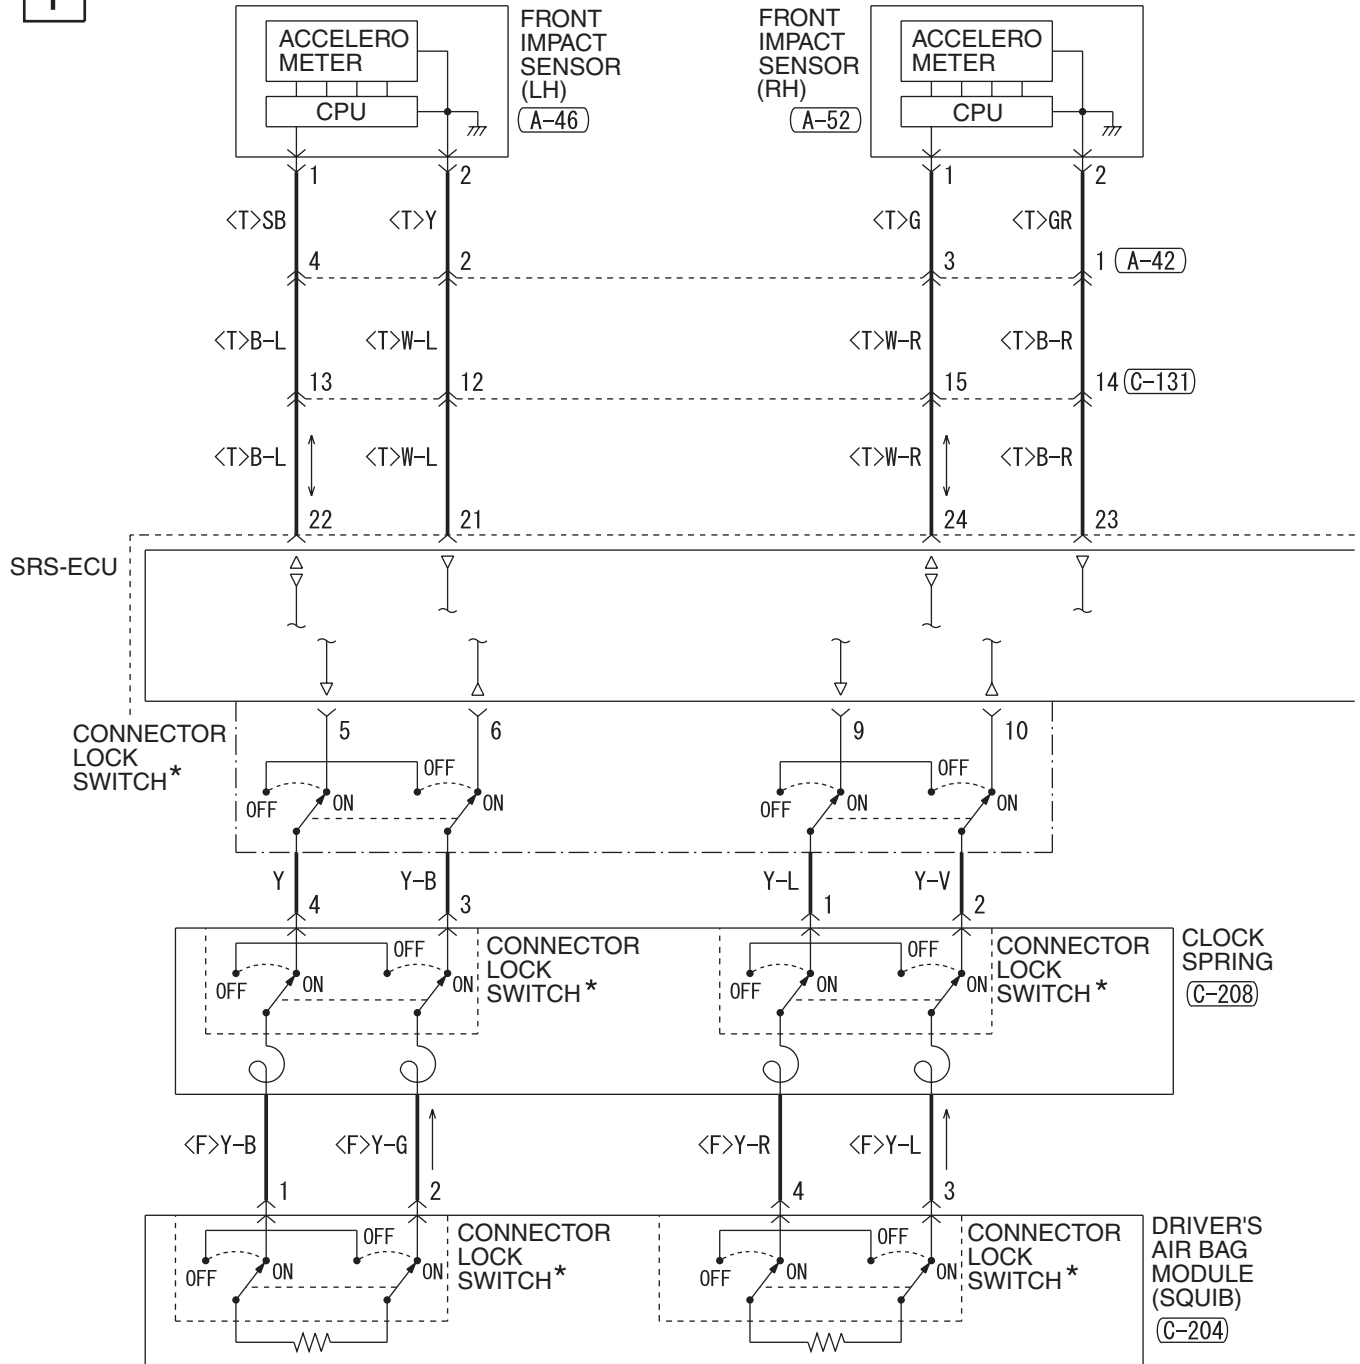 FRONT
IMPACT
SENSOR
(LH)
A-46
ACCELERO
METER
CPU
FRONT
IMPACT
SENSOR
(RH)
A-52
ACCELERO
METER
CPU
1 2 1 2
<T>SB <T>Y <T>G <T>GR
4 2 3 1 A-42
<T>B-L <T>W-L <T>W-R <T>B-R
13 12 15 14 C-131
<T>B-L <T>W-L <T>W-R <T>B-R
22 21 24 23
SRS-ECU
CONNECTOR
LOCK
SWITCH*
5 6 9 10
OFF OFF
OFF ON ON OFF ON ON
Y Y-B Y-L Y-V
4 3 1 2
CLOCK
SPRING
C-208
OFF OFF
OFF ON ON OFF ON ON
CONNECTOR
LOCK
SWITCH*
CONNECTOR
LOCK
SWITCH*
<F>Y-B <F>Y-G <F>Y-R <F>Y-L
1 2 4 3
OFF OFF
OFF ON ON OFF ON ON
CONNECTOR
LOCK
SWITCH*
CONNECTOR
LOCK
SWITCH*
DRIVER'S
AIR BAG
MODULE
(SQUIB)
C-204